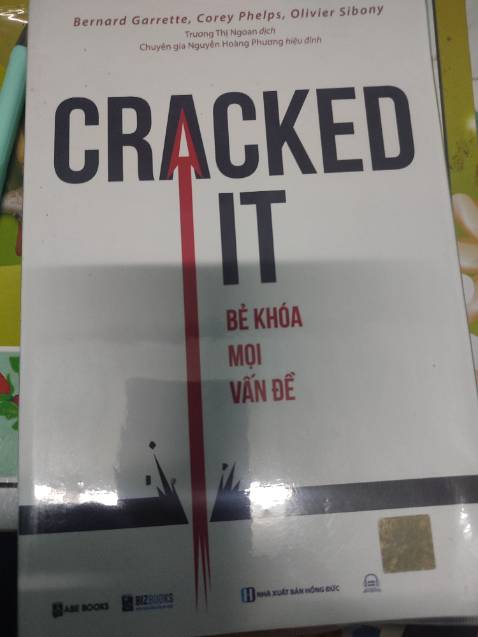 Bernard Garrette, Corey Phelps, Olivier Sibony
Trương Thị Ngoan dịch
Chuyên gia Nguyễn Hoàng Phương hiệu đính
CRACKED
IT
BẺ KHÓA
MỌI
VẤN ĐỀ
ABE BOOKS
BIZBOOKS
NHÀ XUẤT BẢN HỒNG ĐỨC